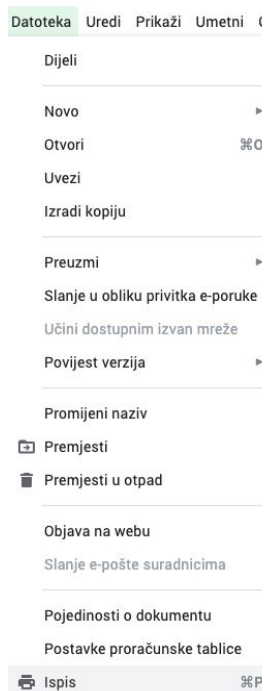 Datoteka Uredi Prikaži Umetni
Dijeli
Novo
Otvori ⌘O
Uvezi
Izradi kopiju
Preuzmi
Slanje u obliku privitka e-poruke
Učini dostupnim izvan mreže
Povijest verzija
Promijeni naziv
Premjesti
Premjesti u otpad
Objava na webu
Slanje e-pošte suradnicima
Pojedinosti o dokumentu
Postavke proračunske tablice
Ispis ⌘P